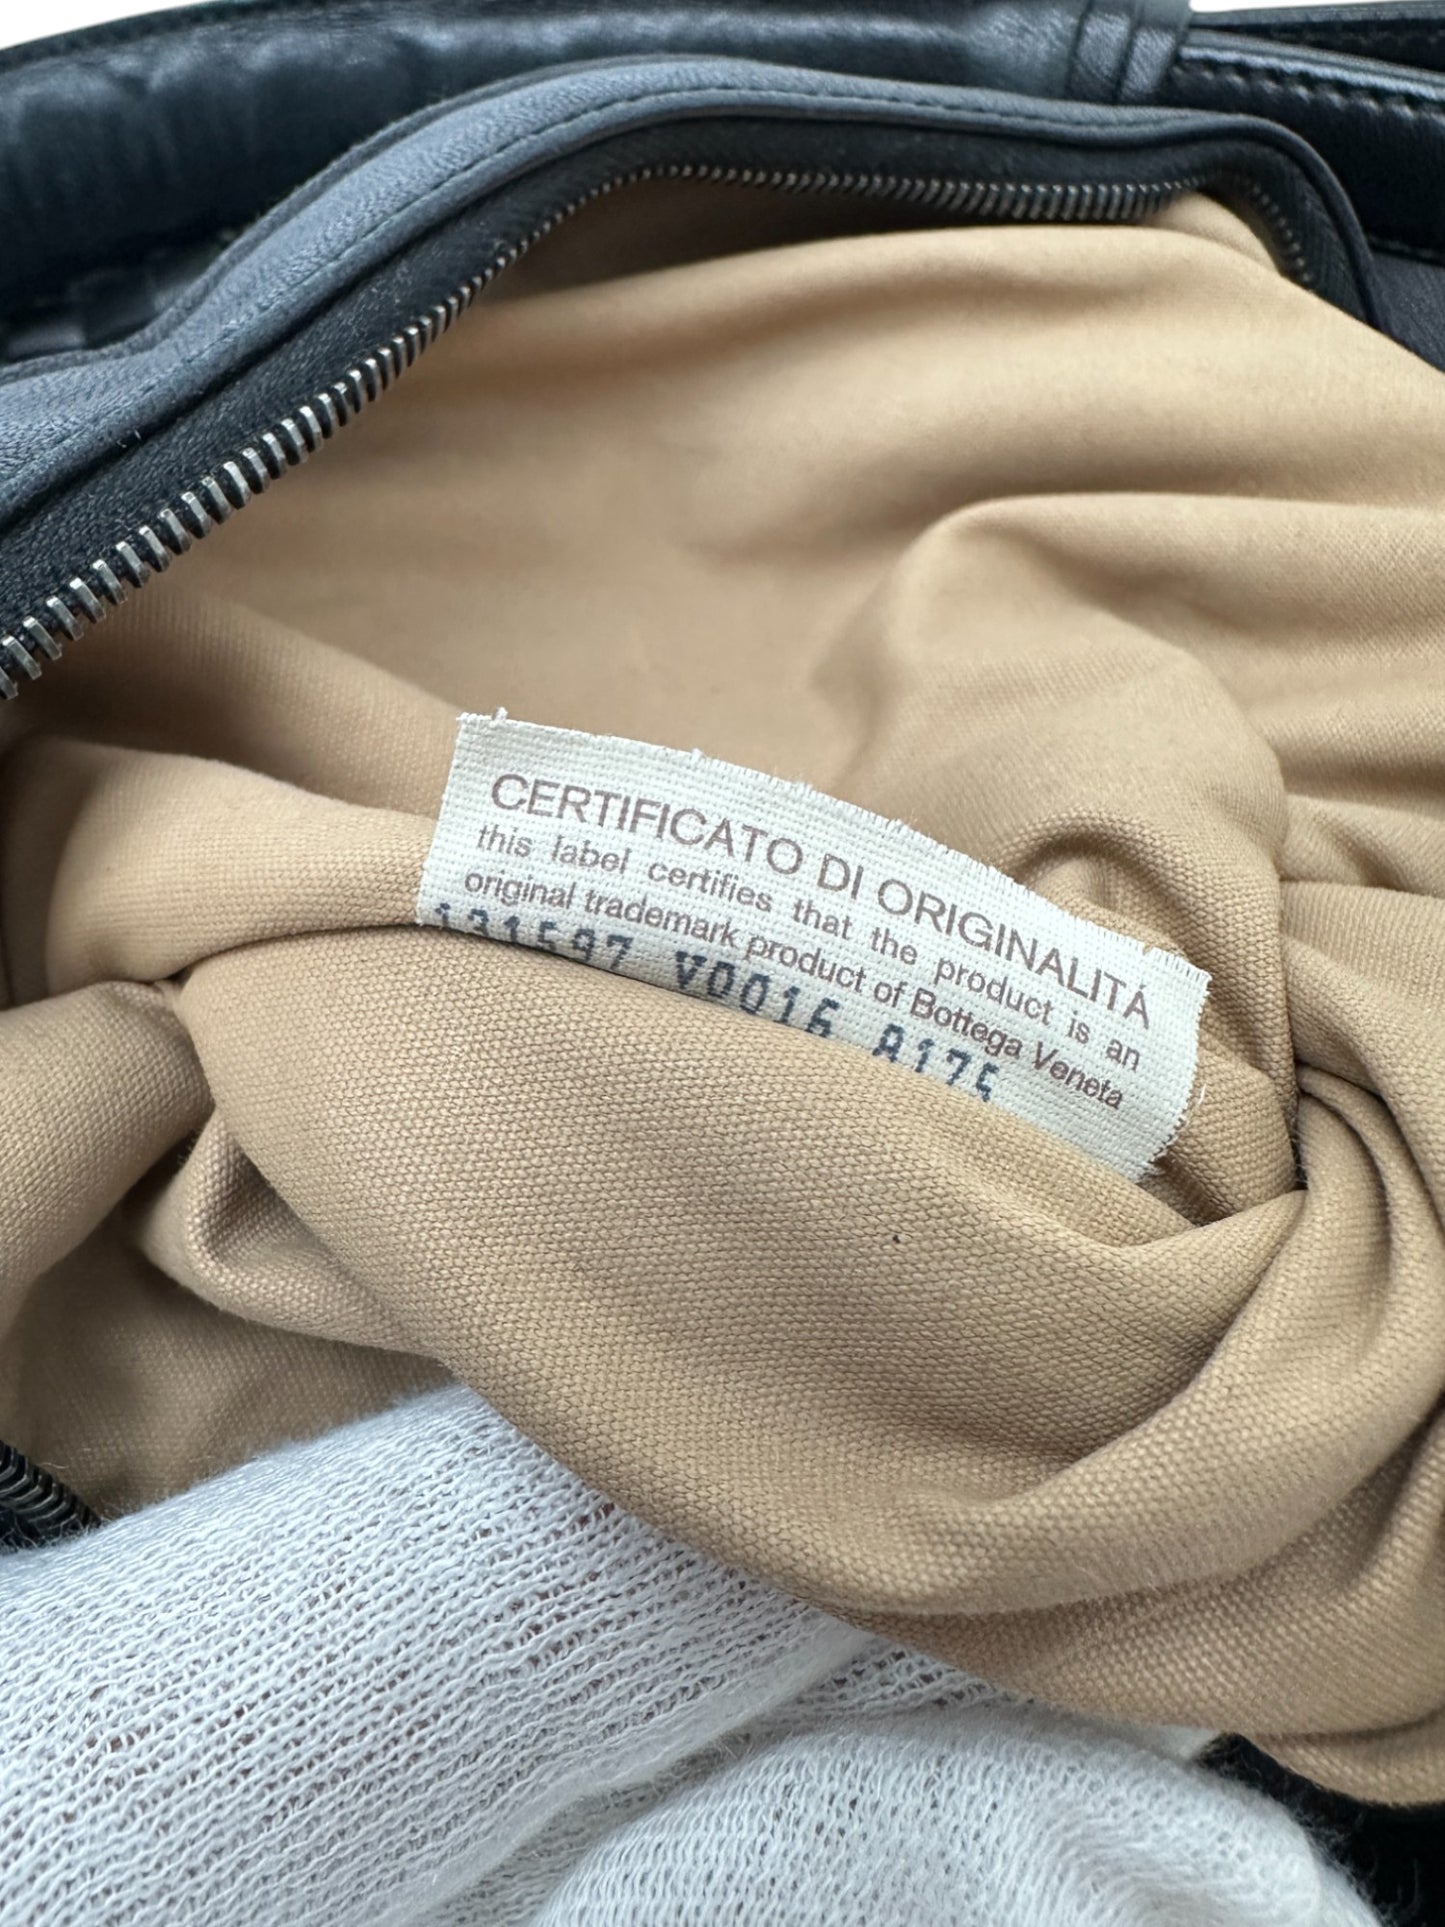 CERTIFICATO DI ORIGINALITÁ
this label certifies that the product is an
original trademark product of Bottega Veneta
131597 V0016 8175